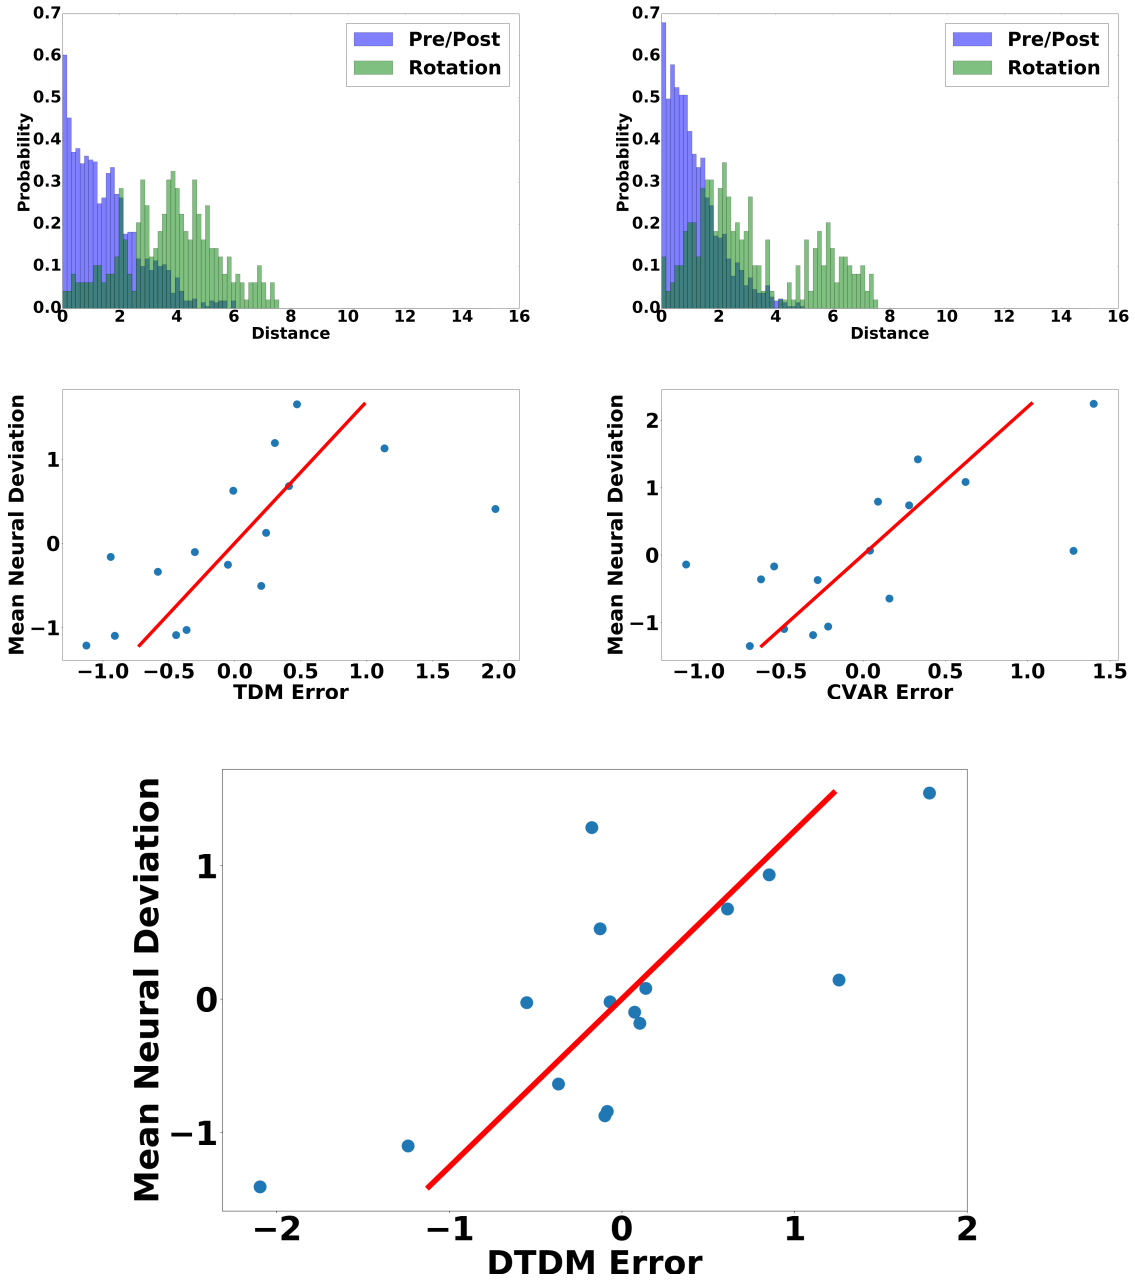 0.7
0.6
0.5
0.4
0.3
0.2
0.1
0.0
Probability
Pre/Post
Rotation
0 2 4 6 8 10 12 14 16
Distance
0.7
0.6
0.5
0.4
0.3
0.2
0.1
0.0
Probability
Pre/Post
Rotation
0 2 4 6 8 10 12 14 16
Distance
Mean Neural Deviation
1
0
−1
−1.0 −0.5 0.0 0.5 1.0 1.5 2.0
TDM Error
Mean Neural Deviation
2
1
0
−1
−1.0 −0.5 0.0 0.5 1.0 1.5
CVAR Error
Mean Neural Deviation
1
0
−1
−2 −1 0 1 2
DTDM Error